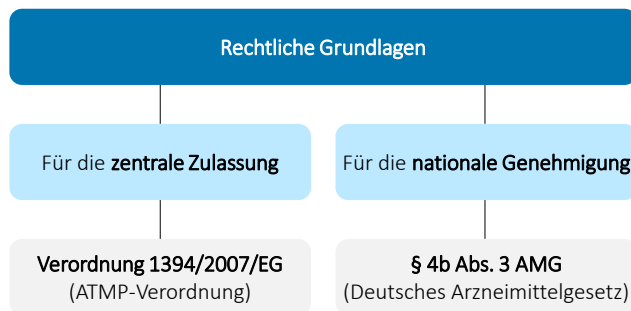 Rechtliche Grundlagen
Für die zentrale Zulassung
Für die nationale Genehmigung
Verordnung 1394/2007/EG
(ATMP-Verordnung)
§ 4b Abs. 3 AMG
(Deutsches Arzneimittelgesetz)